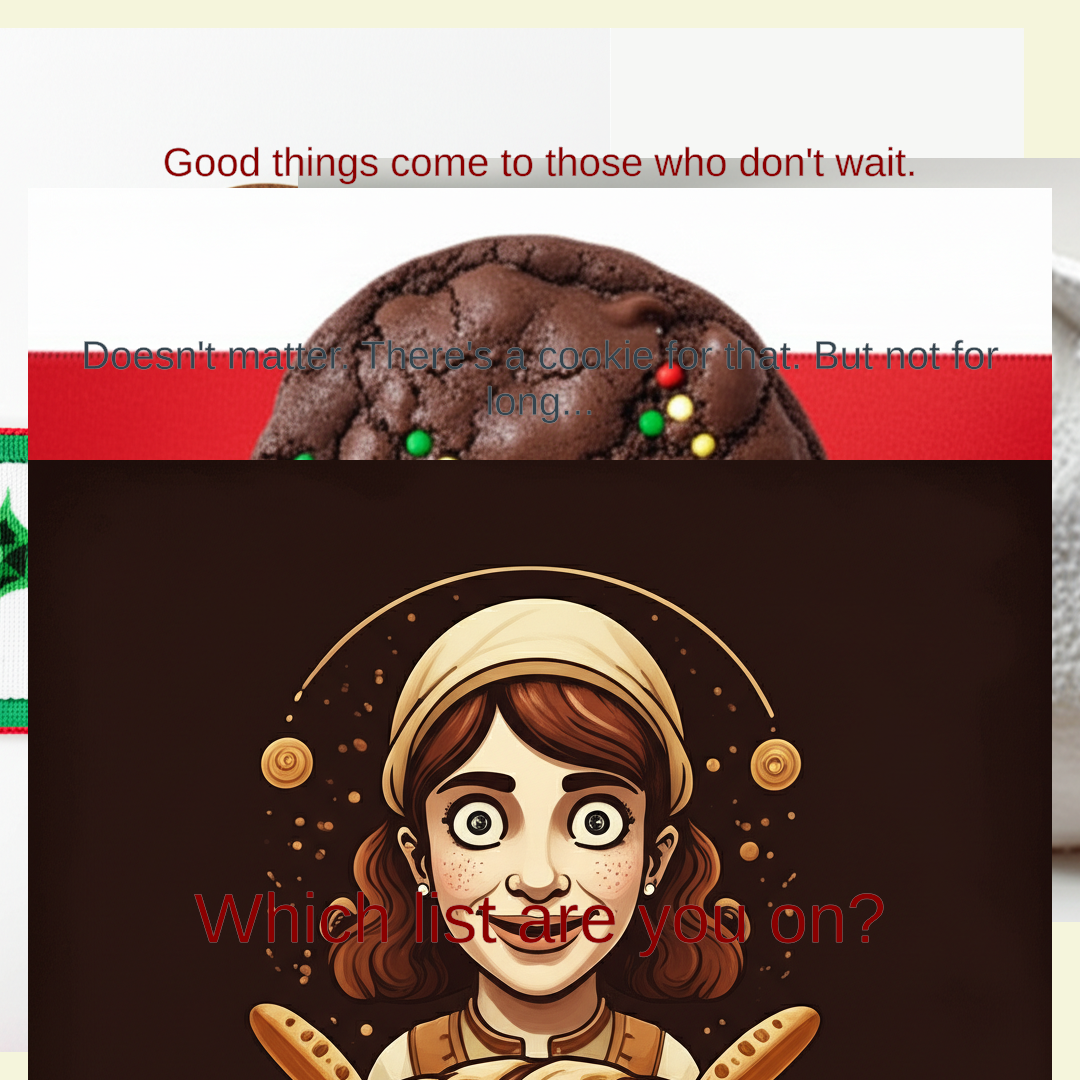 Good things come to those who don't wait.
Doesn't matter. There's a cookie for that. But not for
long...
Which list are you on?